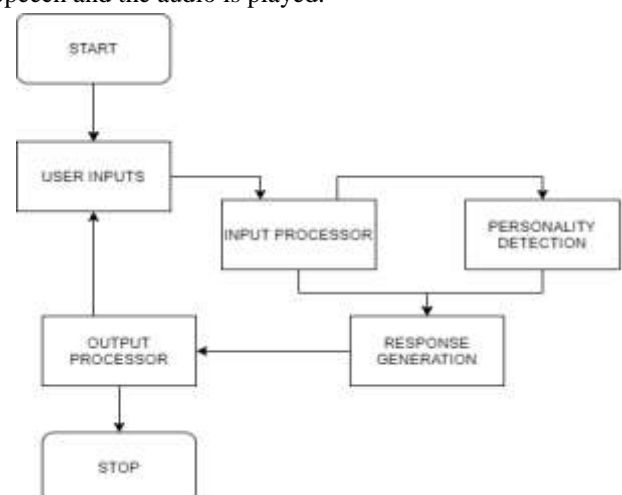 speech and the audio is played.
START
USER INPUTS
INPUT PROCESSOR
PERSONALITY
DETECTION
OUTPUT
PROCESSOR
RESPONSE
GENERATION
STOP